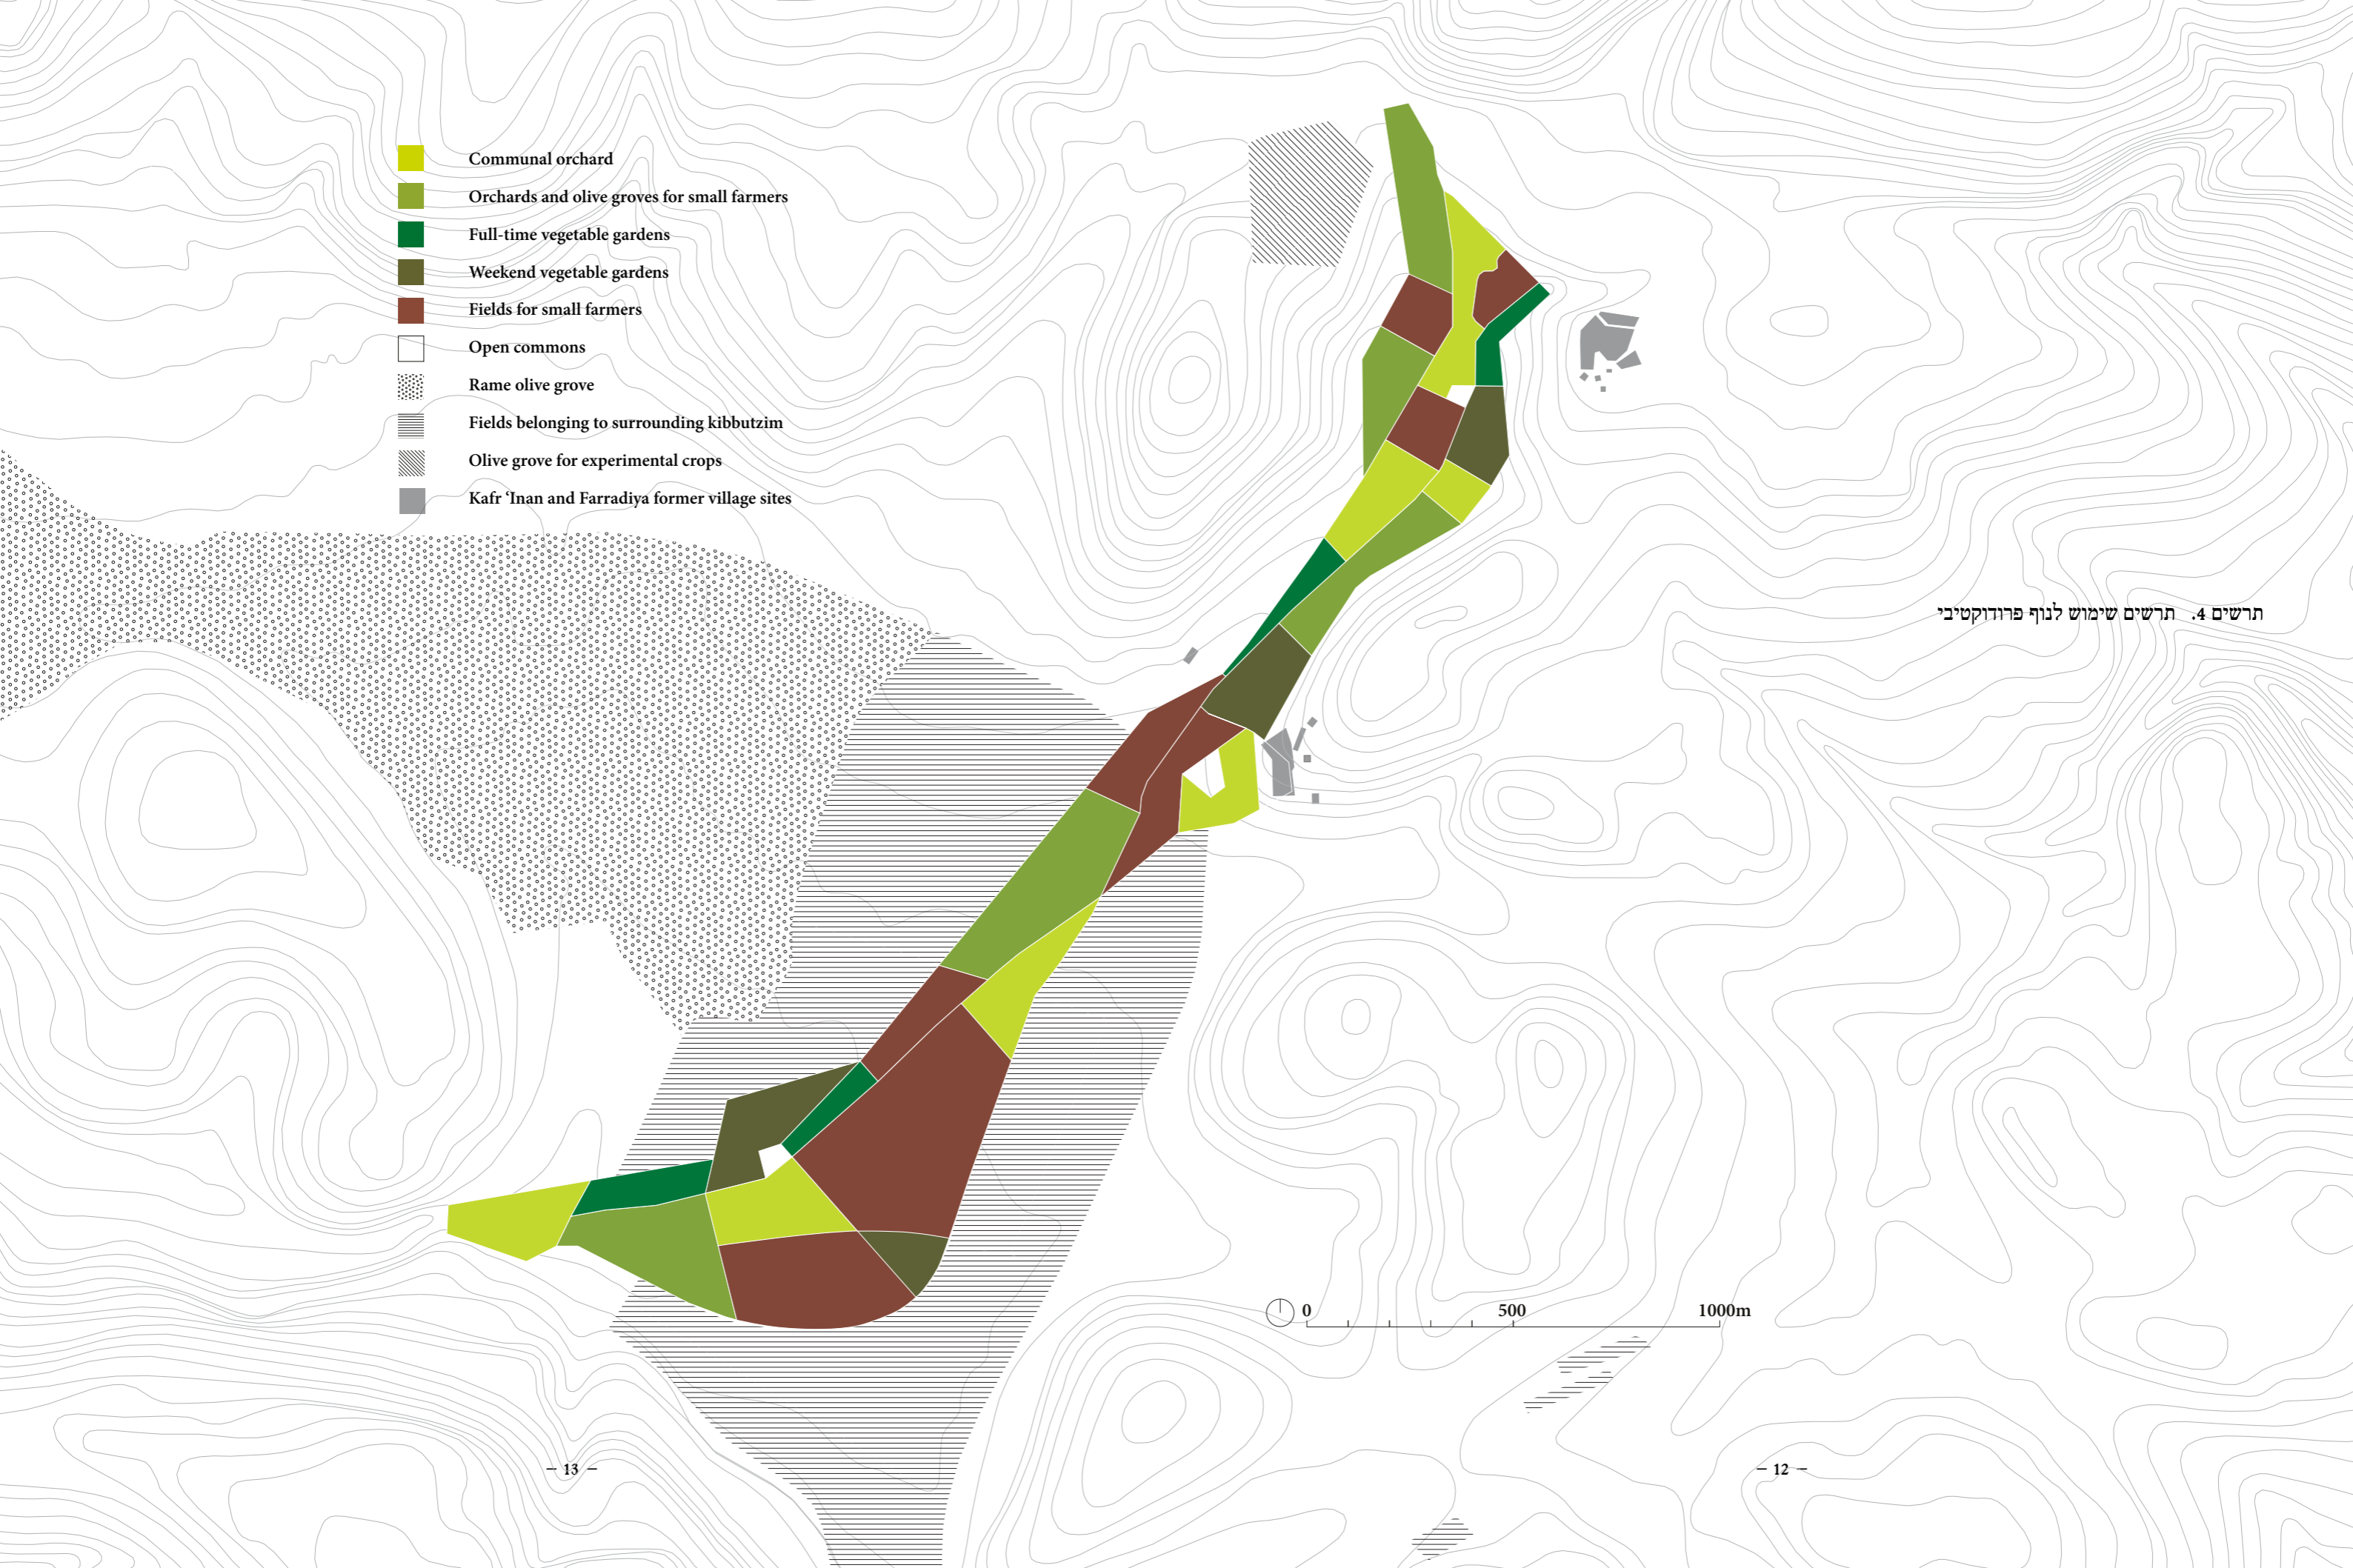 Communal orchard
Orchards and olive groves for small farmers
Full-time vegetable gardens
Weekend vegetable gardens
Fields for small farmers
Open commons
Rame olive grove
Fields belonging to surrounding kibbutzim
Olive grove for experimental crops
Kafr ‘Inan and Farradiya former village sites
תרשים 4. תרשים שימוש לנוף פרודוקטיבי
0 500 1000m
– 13 –
– 12 –